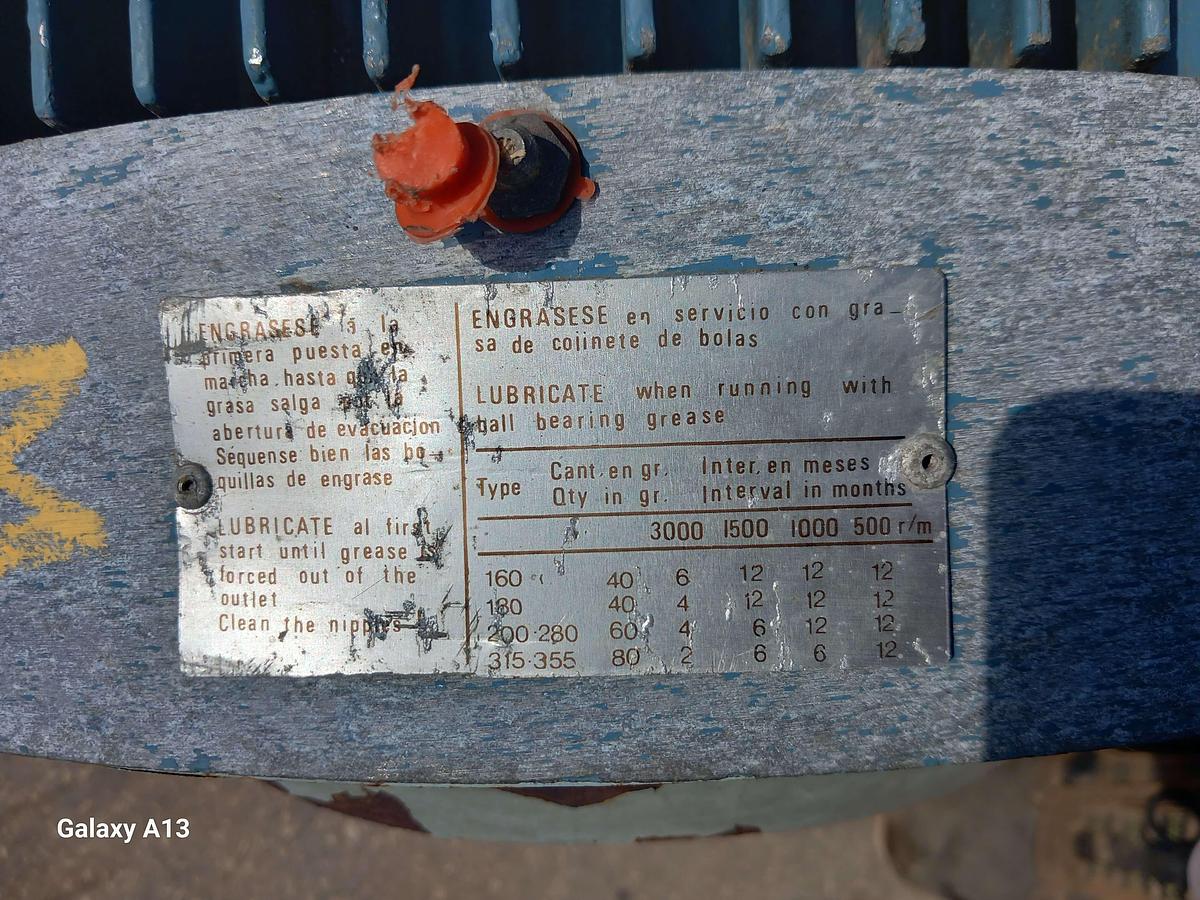 ENGRASESE á la
primera puesta en
marcha, hasta que la
grasa salga por la
abertura de evacuacion
Séquense bien las bo-
quillas de engrase
LUBRICATE al first
start until grease is
forced out of the
outlet
Clean the nipples
ENGRASESE en servicio con gra-
sa de cojinete de bolas
LUBRICATE when running with
ball bearing grease
Type Cant. en gr. Inter. en meses
Qty in gr. Interval in months
3000 1500 1000 500 r/m
160 40 6 12 12 12
180 40 4 12 12 12
200-280 60 4 6 12 12
315-355 80 2 6 6 12
Galaxy A13